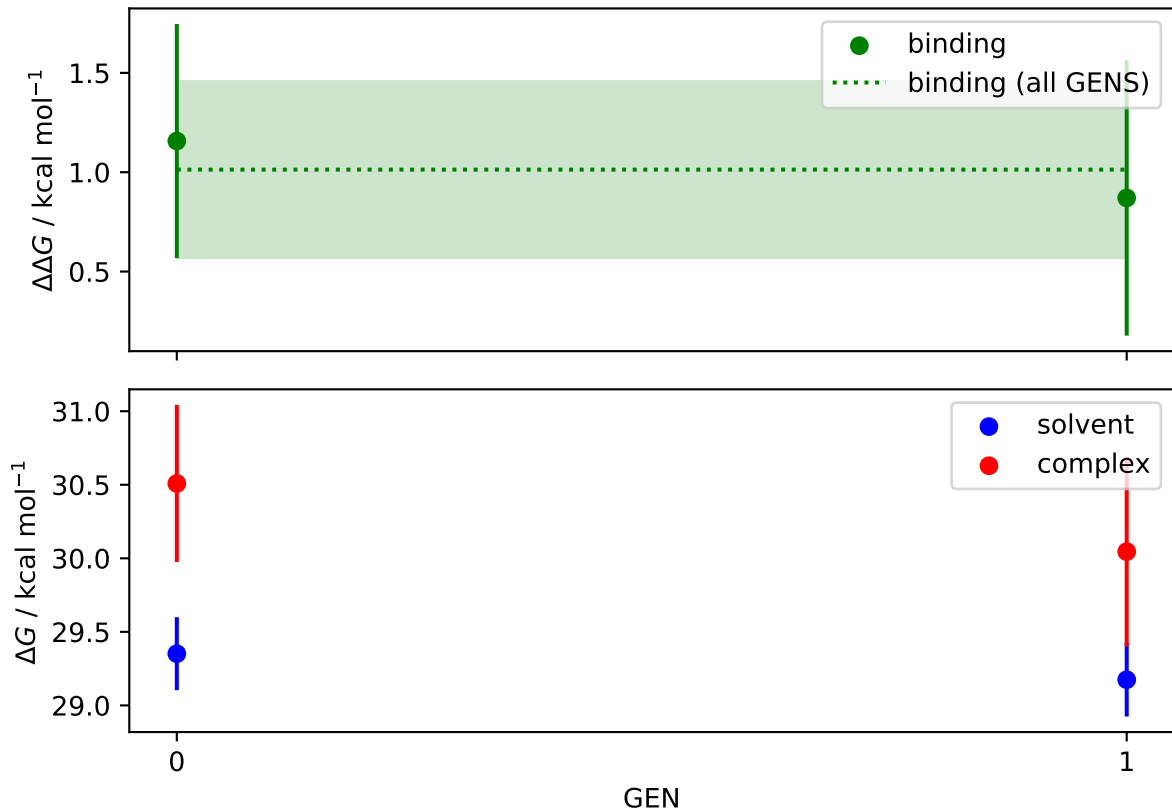 binding
binding (all GENS)
1.5
1.0
0.5
ΔΔG / kcal mol⁻¹
solvent
complex
31.0
30.5
30.0
29.5
29.0
ΔG / kcal mol⁻¹
0 1
GEN